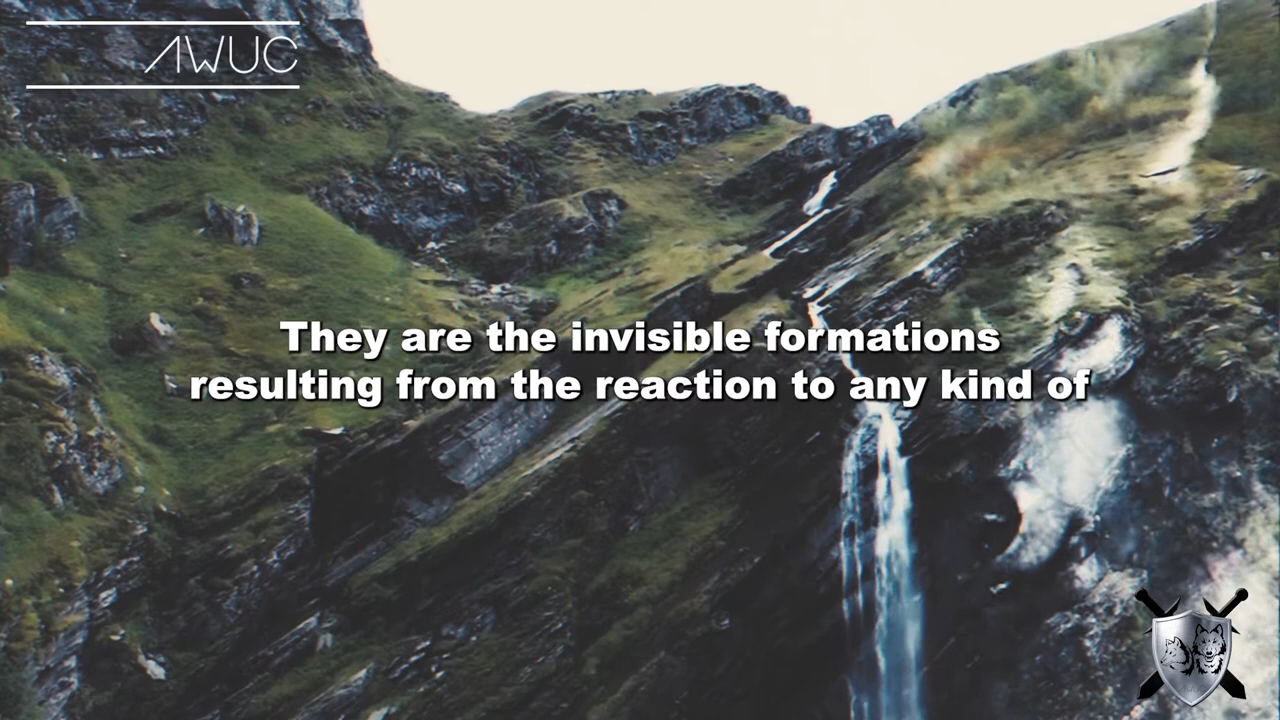 AWUC
They are the invisible formations
resulting from the reaction to any kind of